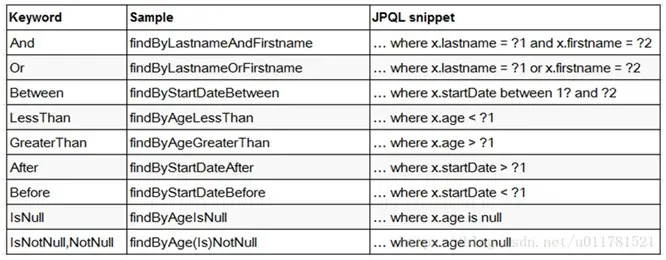 Keyword Sample JPQL snippet
And findByLastnameAndFirstname … where x.lastname = ?1 and x.firstname = ?2
Or findByLastnameOrFirstname … where x.lastname = ?1 or x.firstname = ?2
Between findByStartDateBetween … where x.startDate between 1? and ?2
LessThan findByAgeLessThan … where x.age < ?1
GreaterThan findByAgeGreaterThan … where x.age > ?1
After findByStartDateAfter … where x.startDate > ?1
Before findByStartDateBefore … where x.startDate < ?1
IsNull findByAgeIsNull … where x.age is null
IsNotNull,NotNull findByAge(Is)NotNull … where x.age not null
csdn.net/u011781521